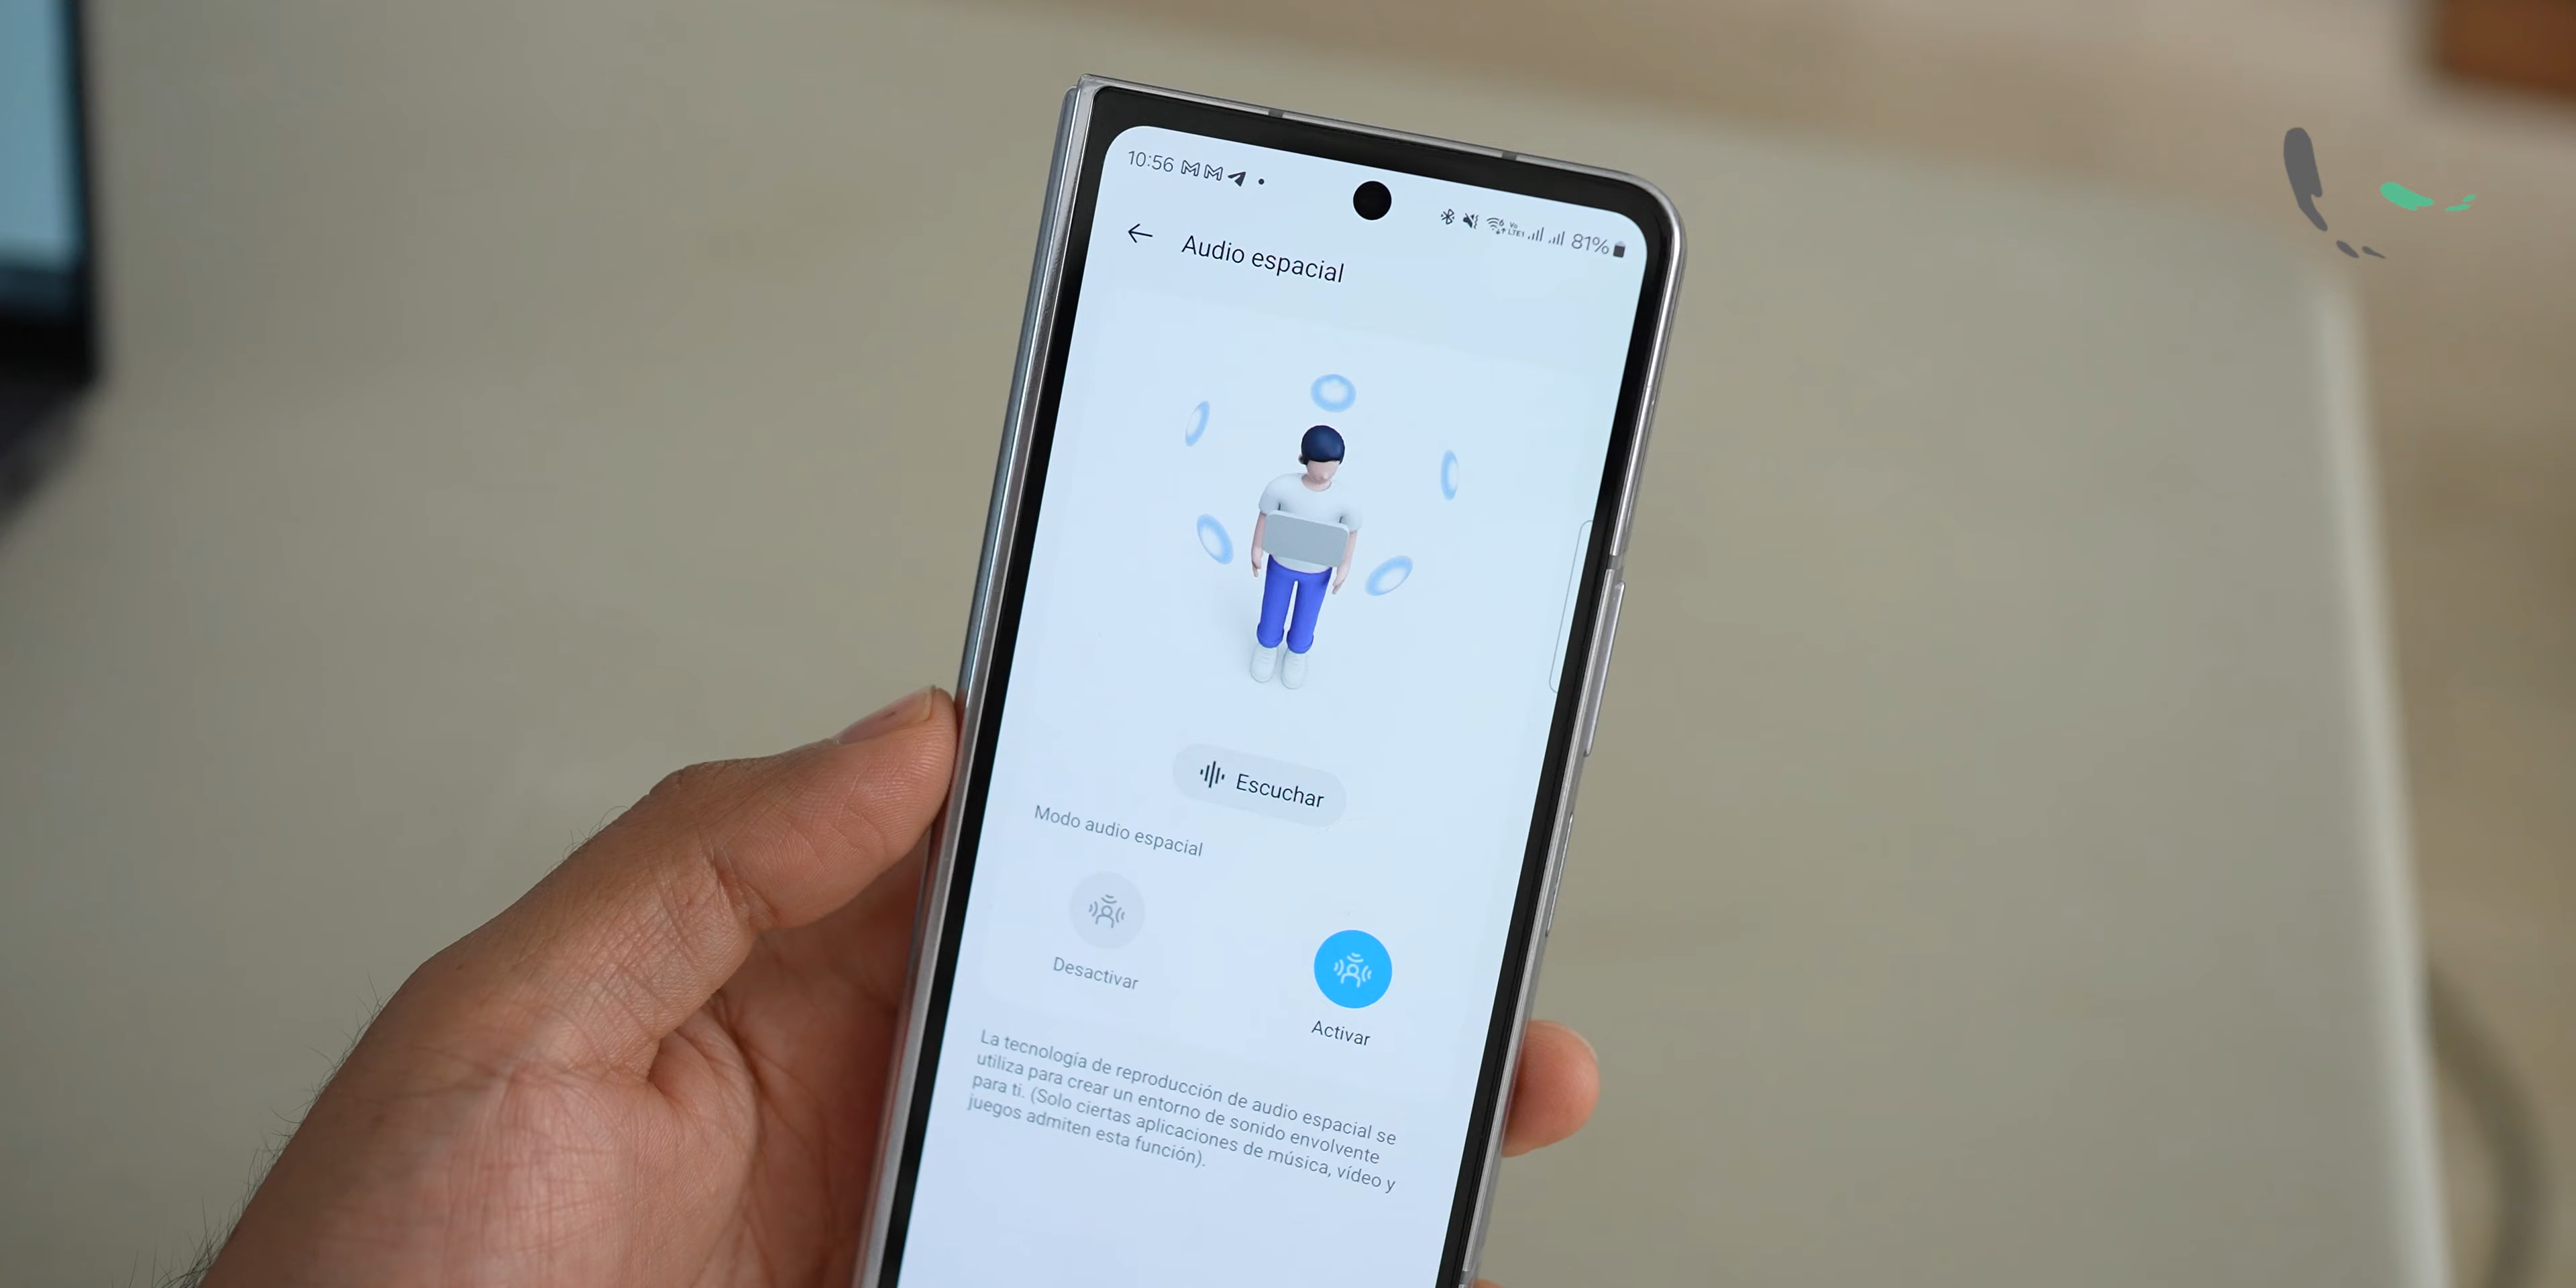 10:56
81%
Audio espacial
Escuchar
Modo audio espacial
Desactivar
Activar
La tecnología de reproducción de audio espacial se
utiliza para crear un entorno de sonido envolvente
para ti. (Solo ciertas aplicaciones de música, vídeo y
juegos admiten esta función).